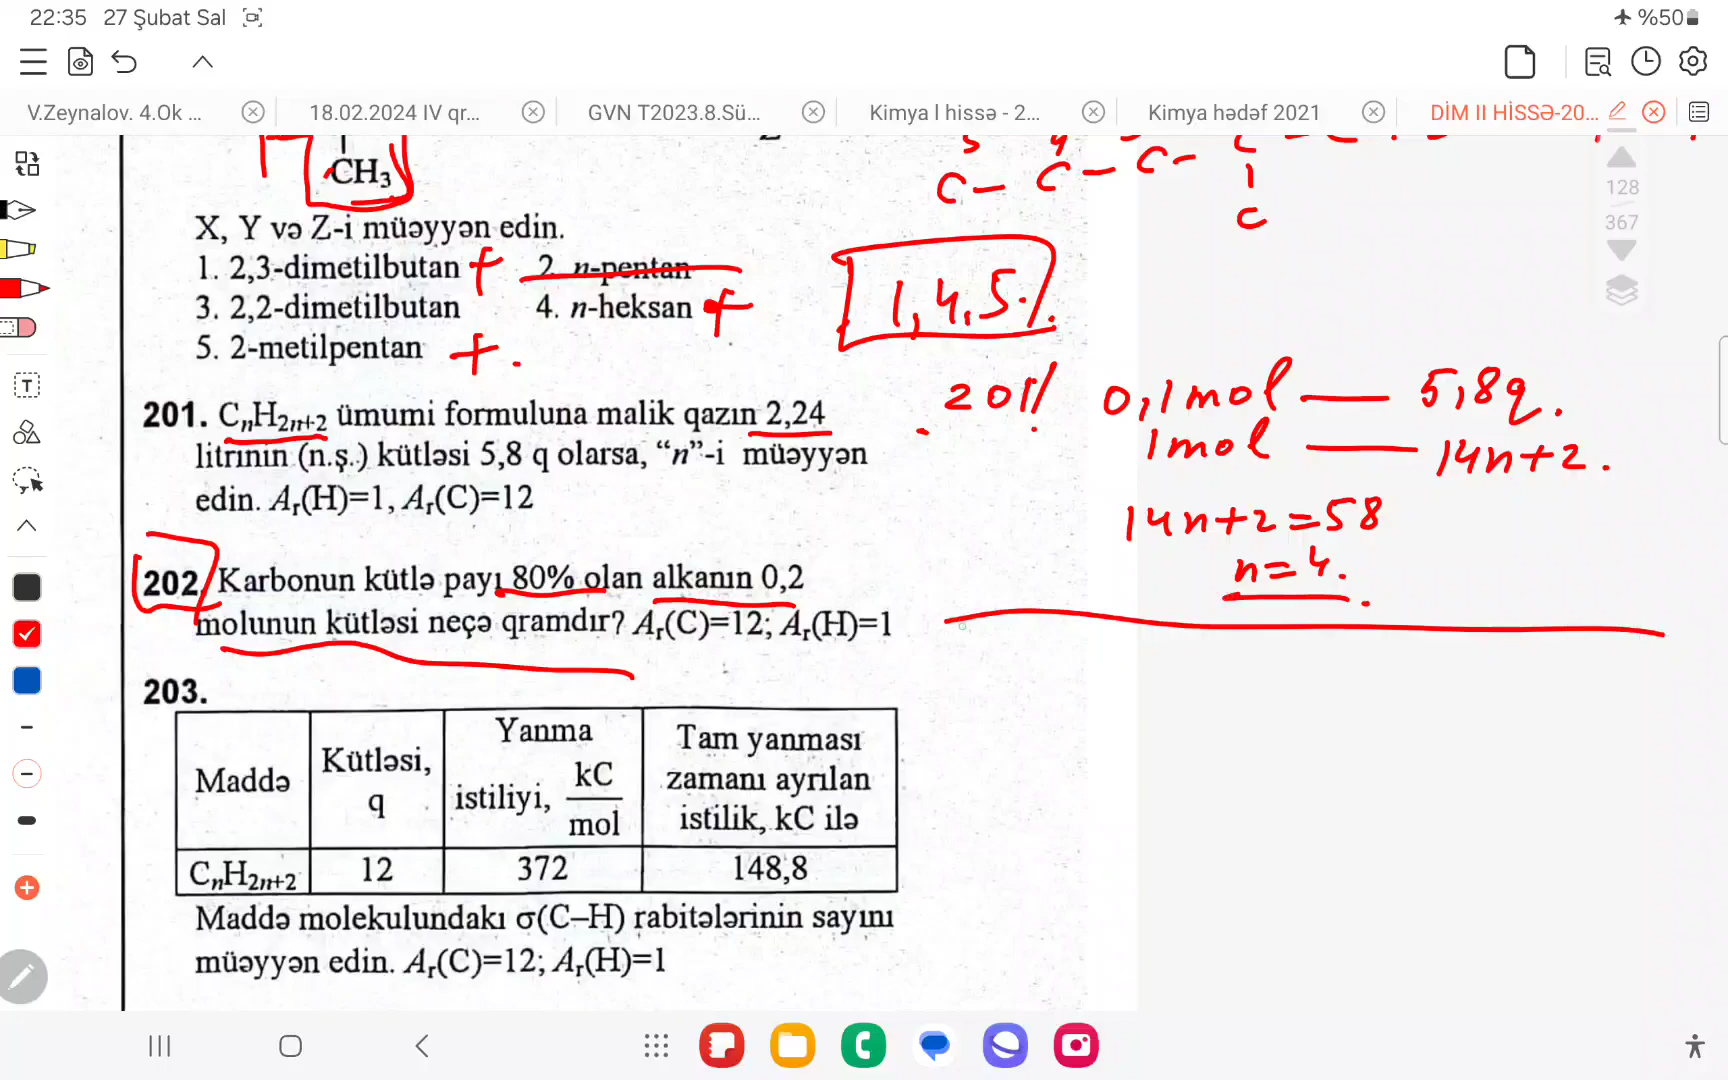 22:35 27 Şubat Sal
%50
V.Zeynalov. 4.Ok ...
18.02.2024 IV qr...
GVN T2023.8.Sü...
Kimya I hissə - 2...
Kimya hədəf 2021
DİM II HİSSƏ-20...
128
367
CH₃
C – C – C –
C
X, Y və Z-i müəyyən edin.
1. 2,3-dimetilbutan + 2. n-pentan
3. 2,2-dimetilbutan 4. n-heksan +
5. 2-metilpentan +
1,4,5
201. CₙH₂ₙ₊₂ ümumi formuluna malik qazın 2,24
litrinin (n.ş.) kütləsi 5,8 q olarsa, “n”-i müəyyən
edin. Aᵣ(H)=1, Aᵣ(C)=12
201 0,1mol — 5,8q.
1mol — 14n+2.
14n+2=58
n=4.
202. Karbonun kütlə payı 80% olan alkanın 0,2
molunun kütləsi neçə qramdır? Aᵣ(C)=12; Aᵣ(H)=1
203.
Maddə
Kütləsi, q
Yanma istiliyi, kC/mol
Tam yanması zamanı ayrılan istilik, kC ilə
CₙH₂ₙ₊₂ 12 372 148,8
Maddə molekulundakı σ(C–H) rabitələrinin sayını
müəyyən edin. Aᵣ(C)=12; Aᵣ(H)=1